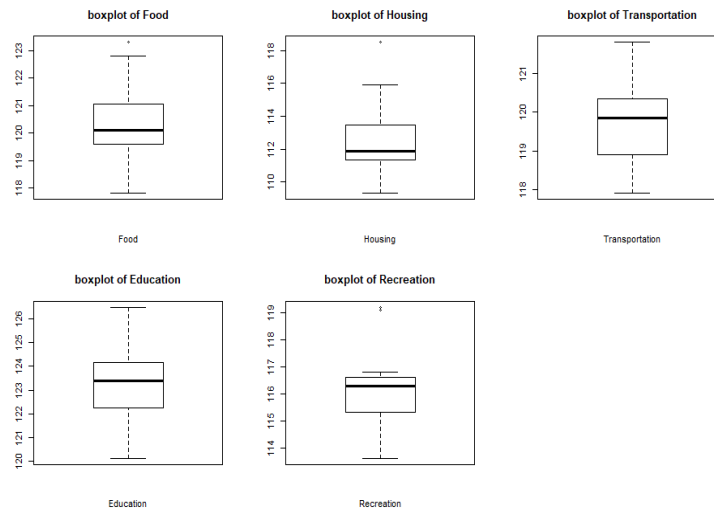 boxplot of Food
boxplot of Housing
boxplot of Transportation
123
122
121
120
119
118
118
116
114
112
110
121
120
119
118
Food
Housing
Transportation
boxplot of Education
boxplot of Recreation
126
125
124
123
122
121
120
119
118
117
116
115
114
Education
Recreation